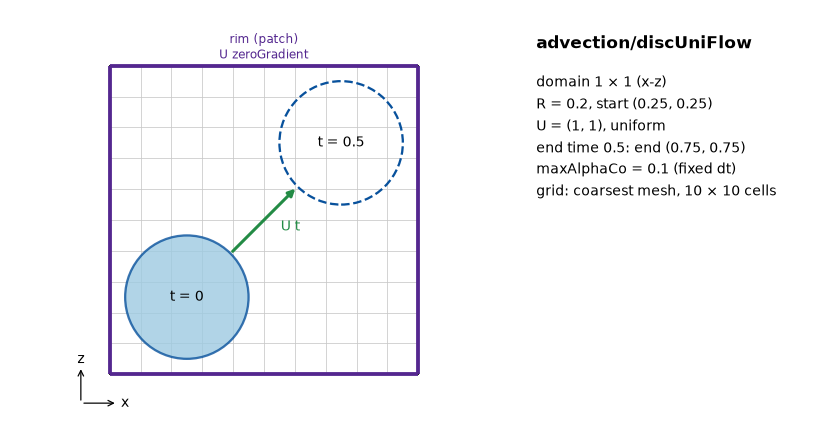 rim (patch)
U zeroGradient
t = 0.5
U t
t = 0
z
x
advection/discUniFlow
domain 1 × 1 (x-z)
R = 0.2, start (0.25, 0.25)
U = (1, 1), uniform
end time 0.5: end (0.75, 0.75)
maxAlphaCo = 0.1 (fixed dt)
grid: coarsest mesh, 10 × 10 cells